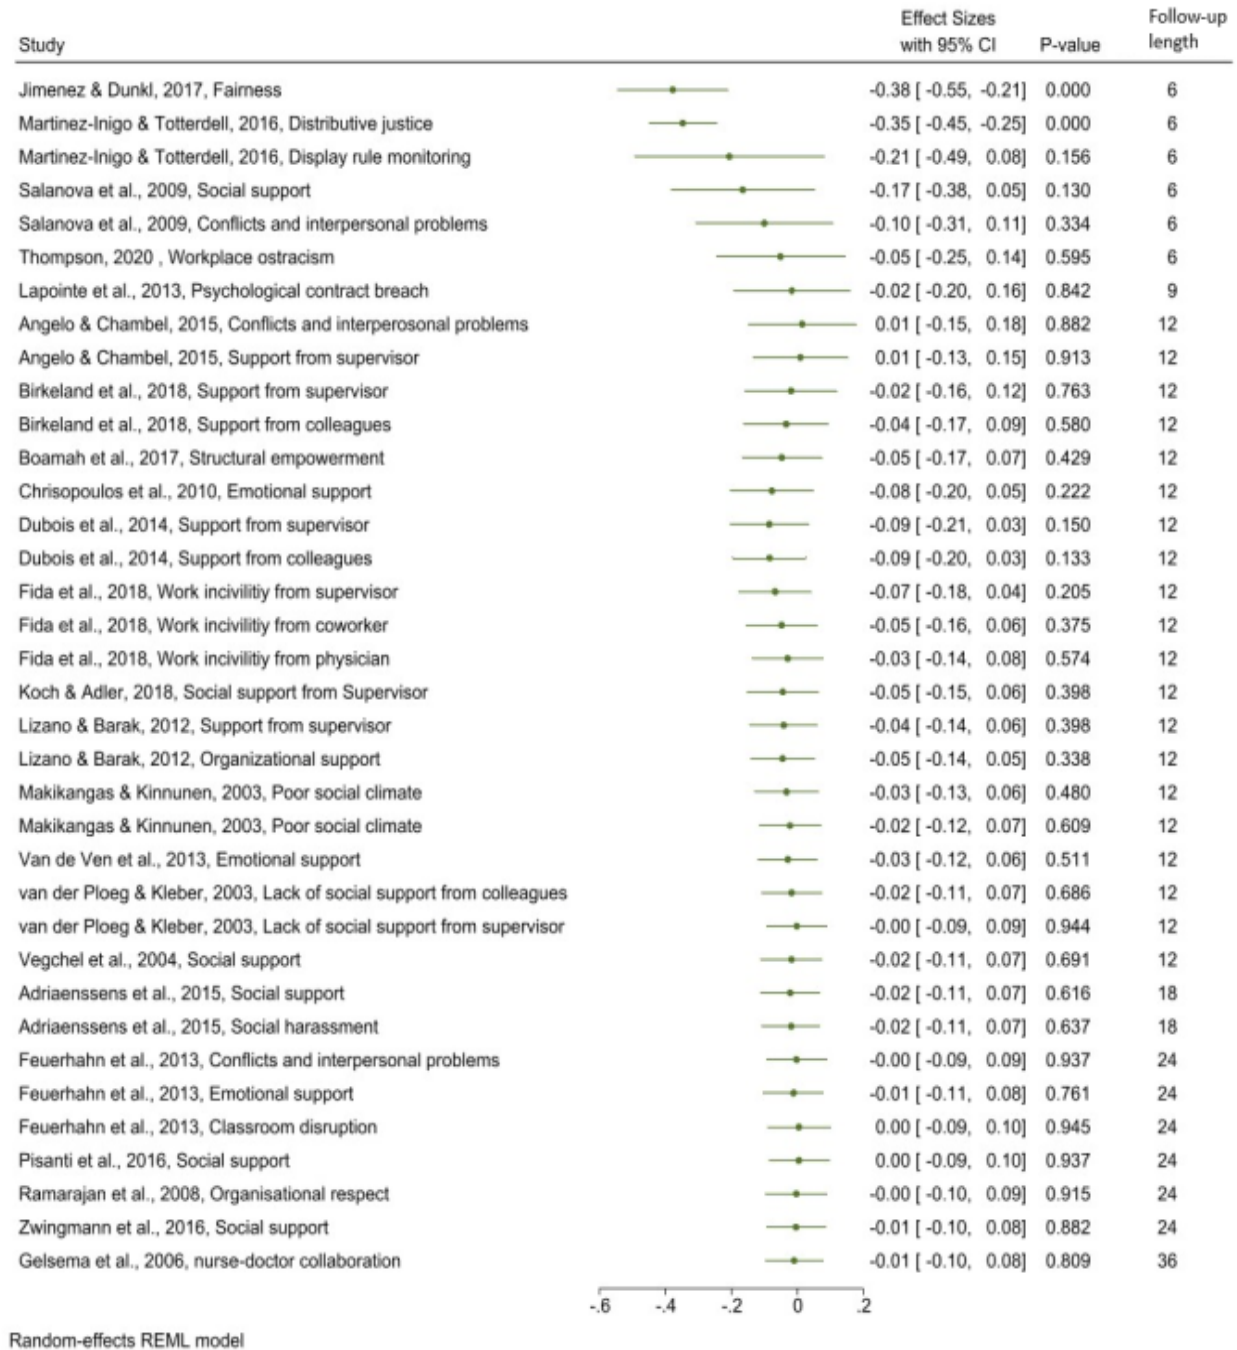 Effect Sizes Follow-up
Study with 95% CI P-value length
Jimenez & Dunkl, 2017, Fairness -0.38 [ -0.55, -0.21] 0.000 6
Martinez-Inigo & Totterdell, 2016, Distributive justice -0.35 [ -0.45, -0.25] 0.000 6
Martinez-Inigo & Totterdell, 2016, Display rule monitoring -0.21 [ -0.49, 0.08] 0.156 6
Salanova et al., 2009, Social support -0.17 [ -0.38, 0.05] 0.130 6
Salanova et al., 2009, Conflicts and interpersonal problems -0.10 [ -0.31, 0.11] 0.334 6
Thompson, 2020 , Workplace ostracism -0.05 [ -0.25, 0.14] 0.595 6
Lapointe et al., 2013, Psychological contract breach -0.02 [ -0.20, 0.16] 0.842 9
Angelo & Chambel, 2015, Conflicts and interperosonal problems 0.01 [ -0.15, 0.18] 0.882 12
Angelo & Chambel, 2015, Support from supervisor 0.01 [ -0.13, 0.15] 0.913 12
Birkeland et al., 2018, Support from supervisor -0.02 [ -0.16, 0.12] 0.763 12
Birkeland et al., 2018, Support from colleagues -0.04 [ -0.17, 0.09] 0.580 12
Boamah et al., 2017, Structural empowerment -0.05 [ -0.17, 0.07] 0.429 12
Chrisopoulos et al., 2010, Emotional support -0.08 [ -0.20, 0.05] 0.222 12
Dubois et al., 2014, Support from supervisor -0.09 [ -0.21, 0.03] 0.150 12
Dubois et al., 2014, Support from colleagues -0.09 [ -0.20, 0.03] 0.133 12
Fida et al., 2018, Work incivilitiy from supervisor -0.07 [ -0.18, 0.04] 0.205 12
Fida et al., 2018, Work incivilitiy from coworker -0.05 [ -0.16, 0.06] 0.375 12
Fida et al., 2018, Work incivilitiy from physician -0.03 [ -0.14, 0.08] 0.574 12
Koch & Adler, 2018, Social support from Supervisor -0.05 [ -0.15, 0.06] 0.398 12
Lizano & Barak, 2012, Support from supervisor -0.04 [ -0.14, 0.06] 0.398 12
Lizano & Barak, 2012, Organizational support -0.05 [ -0.14, 0.05] 0.338 12
Makikangas & Kinnunen, 2003, Poor social climate -0.03 [ -0.13, 0.06] 0.480 12
Makikangas & Kinnunen, 2003, Poor social climate -0.02 [ -0.12, 0.07] 0.609 12
Van de Ven et al., 2013, Emotional support -0.03 [ -0.12, 0.06] 0.511 12
van der Ploeg & Kleber, 2003, Lack of social support from colleagues -0.02 [ -0.11, 0.07] 0.686 12
van der Ploeg & Kleber, 2003, Lack of social support from supervisor -0.00 [ -0.09, 0.09] 0.944 12
Vegchel et al., 2004, Social support -0.02 [ -0.11, 0.07] 0.691 12
Adriaenssens et al., 2015, Social support -0.02 [ -0.11, 0.07] 0.616 18
Adriaenssens et al., 2015, Social harassment -0.02 [ -0.11, 0.07] 0.637 18
Feuerhahn et al., 2013, Conflicts and interpersonal problems -0.00 [ -0.09, 0.09] 0.937 24
Feuerhahn et al., 2013, Emotional support -0.01 [ -0.11, 0.08] 0.761 24
Feuerhahn et al., 2013, Classroom disruption 0.00 [ -0.09, 0.10] 0.945 24
Pisanti et al., 2016, Social support 0.00 [ -0.09, 0.10] 0.937 24
Ramarajan et al., 2008, Organisational respect -0.00 [ -0.10, 0.09] 0.915 24
Zwingmann et al., 2016, Social support -0.01 [ -0.10, 0.08] 0.882 24
Gelsema et al., 2006, nurse-doctor collaboration -0.01 [ -0.10, 0.08] 0.809 36
-.6 -.4 -.2 0 .2
Random-effects REML model